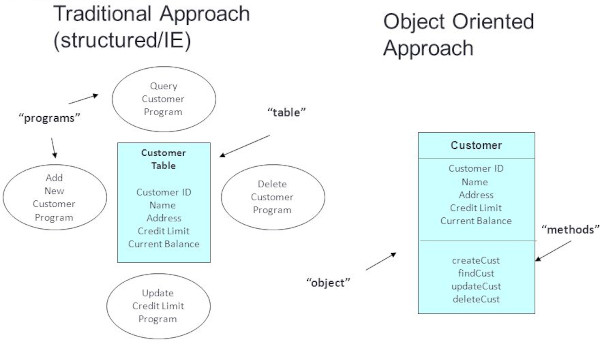 Traditional Approach
(structured/IE)
Object Oriented
Approach
Query
Customer
Program
"programs"
"table"
Customer
Table
Customer ID
Name
Address
Credit Limit
Current Balance
Add
New
Customer
Program
Delete
Customer
Program
Update
Credit Limit
Program
Customer
Customer ID
Name
Address
Credit Limit
Current Balance
"methods"
createCust
findCust
updateCust
deleteCust
"object"